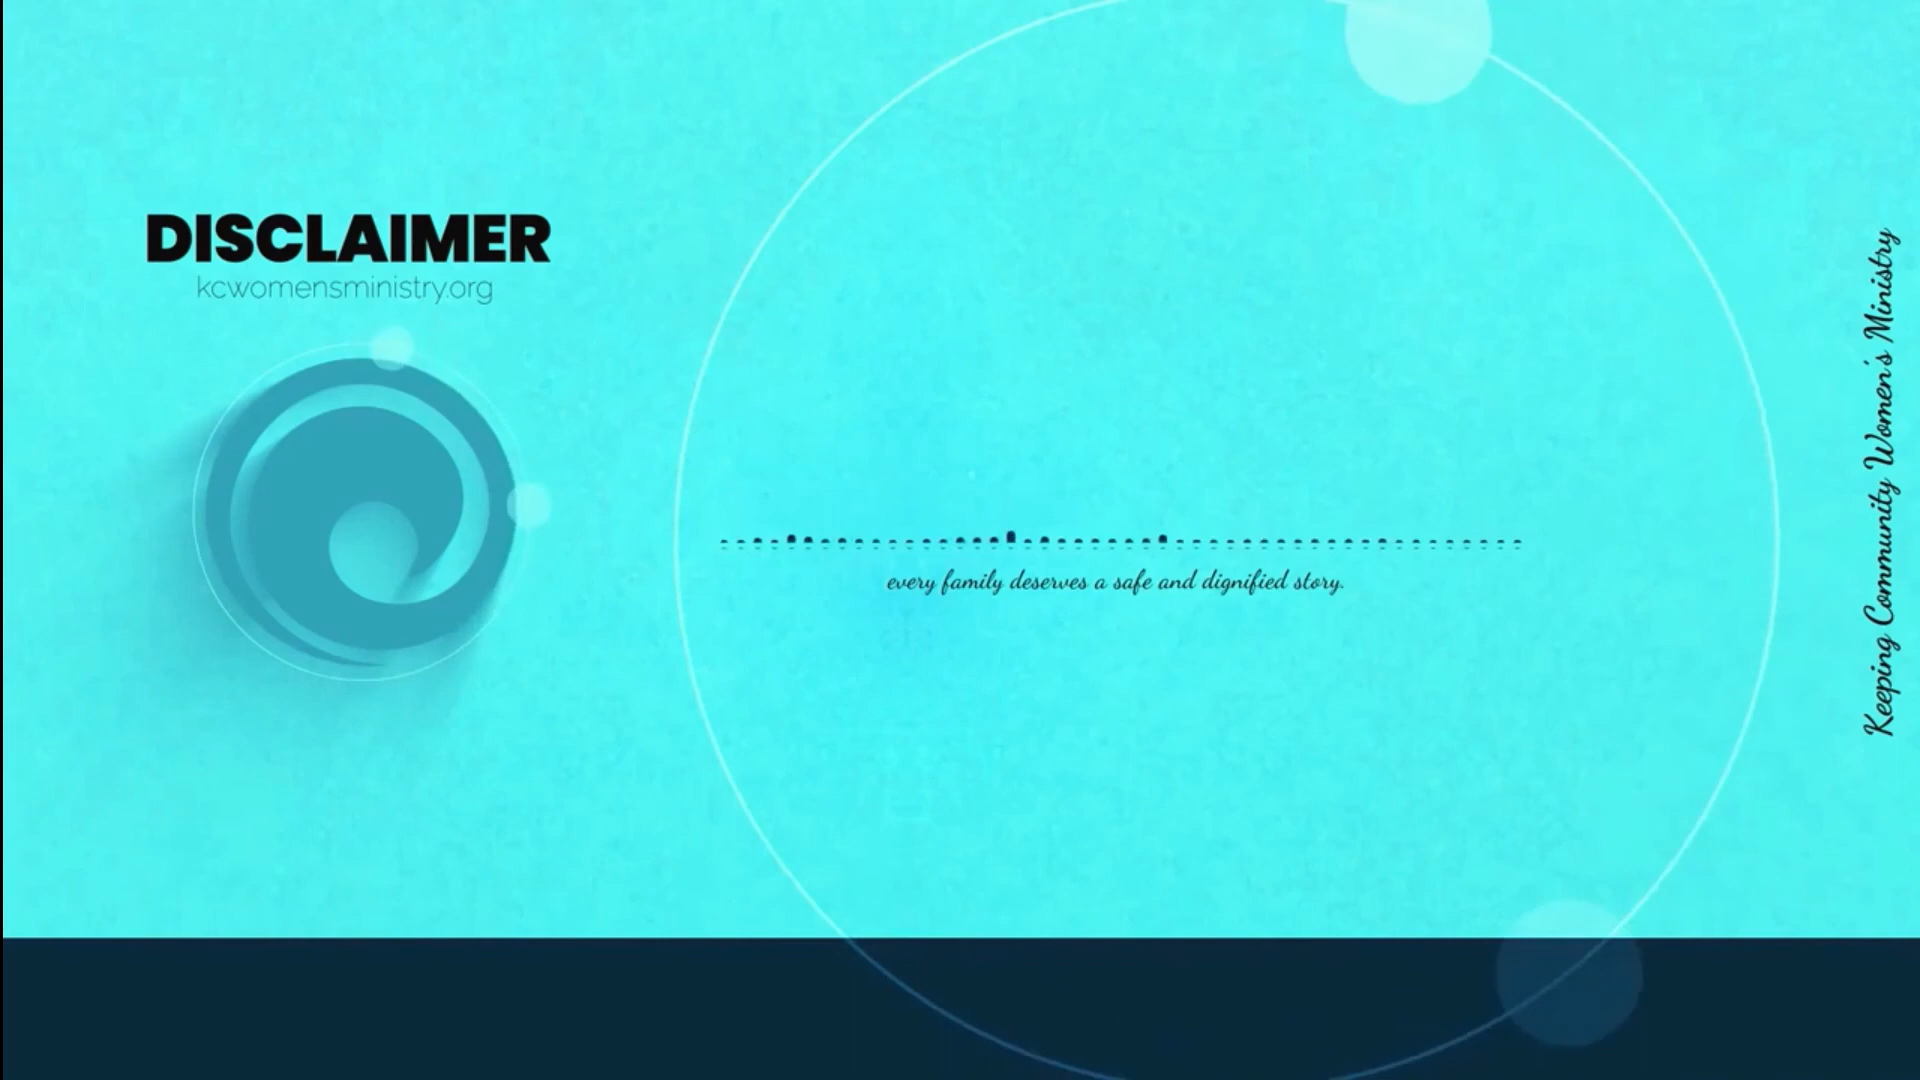 DISCLAIMER
kcwomensministry.org
every family deserves a safe and dignified story.
Keeping Community Women's Ministry